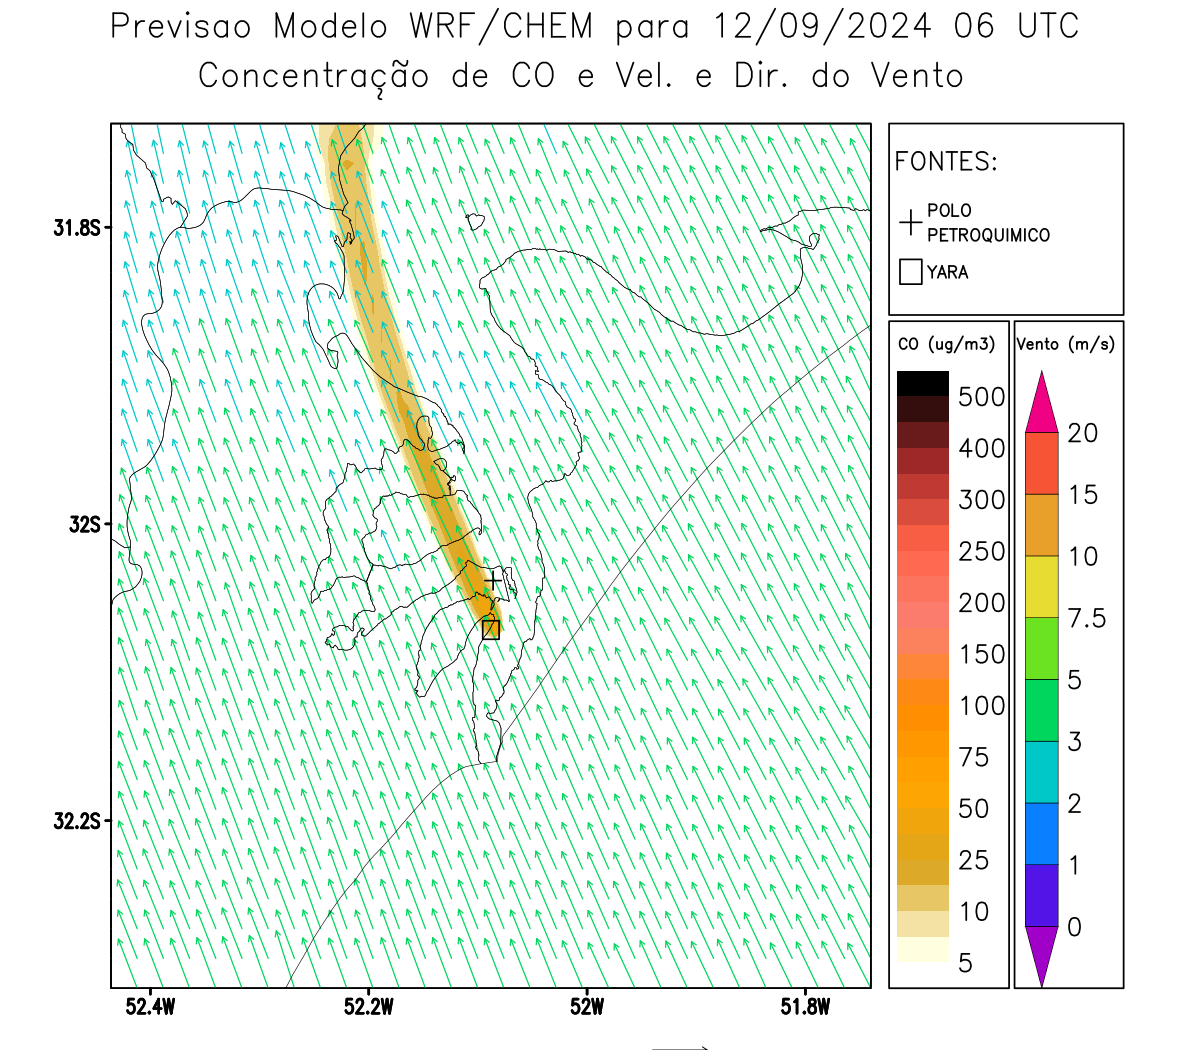 Previsao Modelo WRF/CHEM para 12/09/2024 06 UTC
Concentração de CO e Vel. e Dir. do Vento
FONTES:
POLO
PETROQUIMICO
YARA
CO (ug/m3)
500
400
300
250
200
150
100
75
50
25
10
5
Vento (m/s)
20
15
10
7.5
5
3
2
1
0
31.8S
32S
32.2S
52.4W
52.2W
52W
51.8W